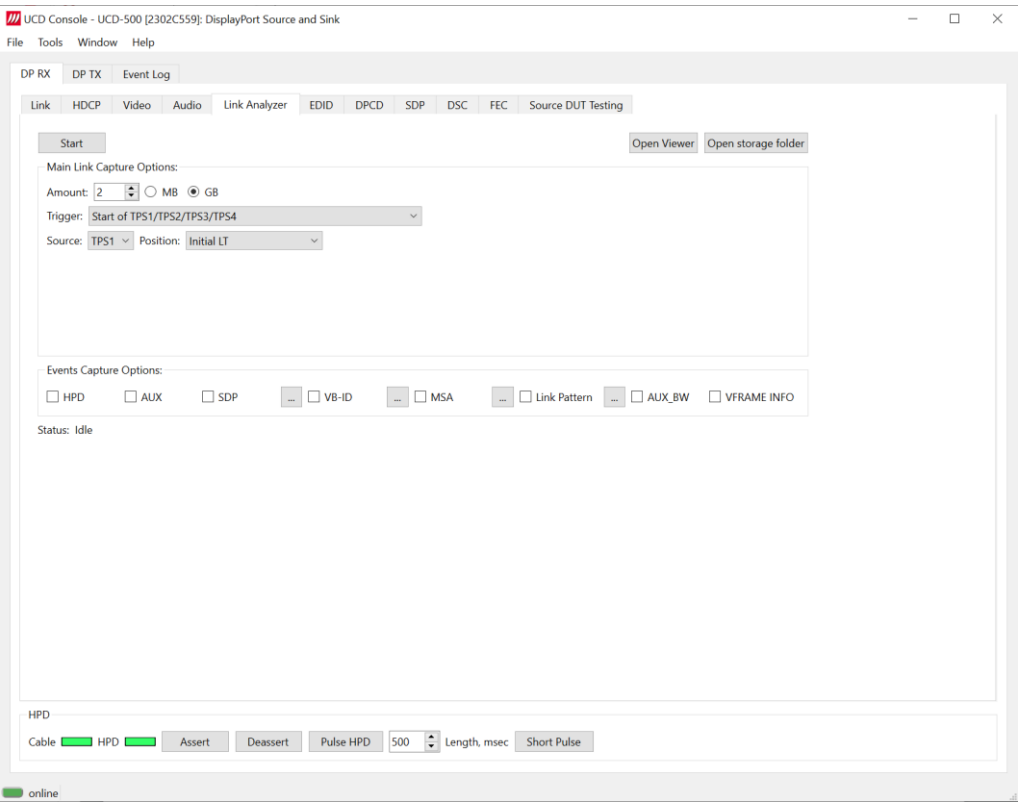 UCD Console - UCD-500 [2302C559]: DisplayPort Source and Sink
File Tools Window Help
DP RX DP TX Event Log
Link HDCP Video Audio Link Analyzer EDID DPCD SDP DSC FEC Source DUT Testing
Start Open Viewer Open storage folder
Main Link Capture Options:
Amount: 2 MB GB
Trigger: Start of TPS1/TPS2/TPS3/TPS4
Source: TPS1 Position: Initial LT
Events Capture Options:
HPD AUX SDP ... VB-ID ... MSA ... Link Pattern ... AUX_BW VFRAME INFO
Status: Idle
HPD
Cable HPD Assert Deassert Pulse HPD 500 Length, msec Short Pulse
online